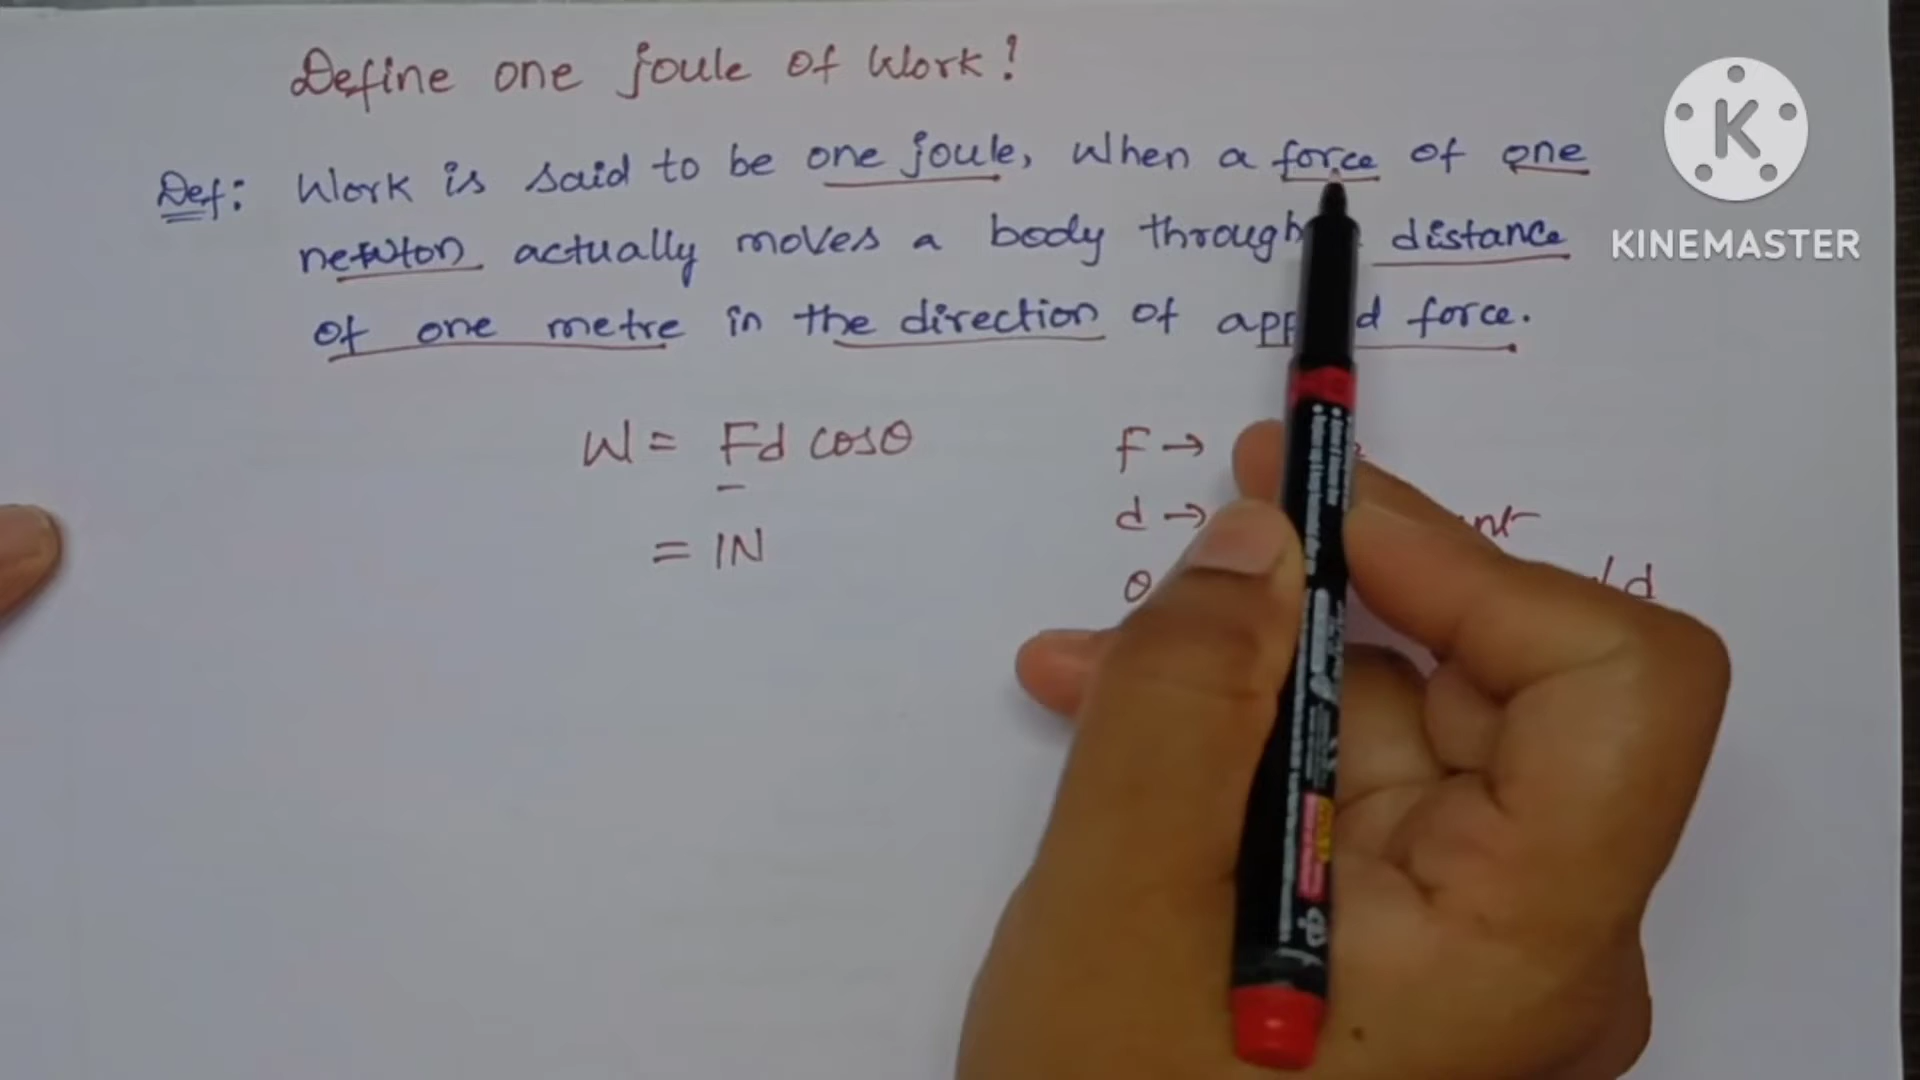 Define one joule of Work!
Def: Work is said to be one joule, When a force of one
newton actually moves a body through distance
of one metre in the direction of force.
W = Fd cosθ
= 1N
F →
d →
θ d
K
KINEMASTER